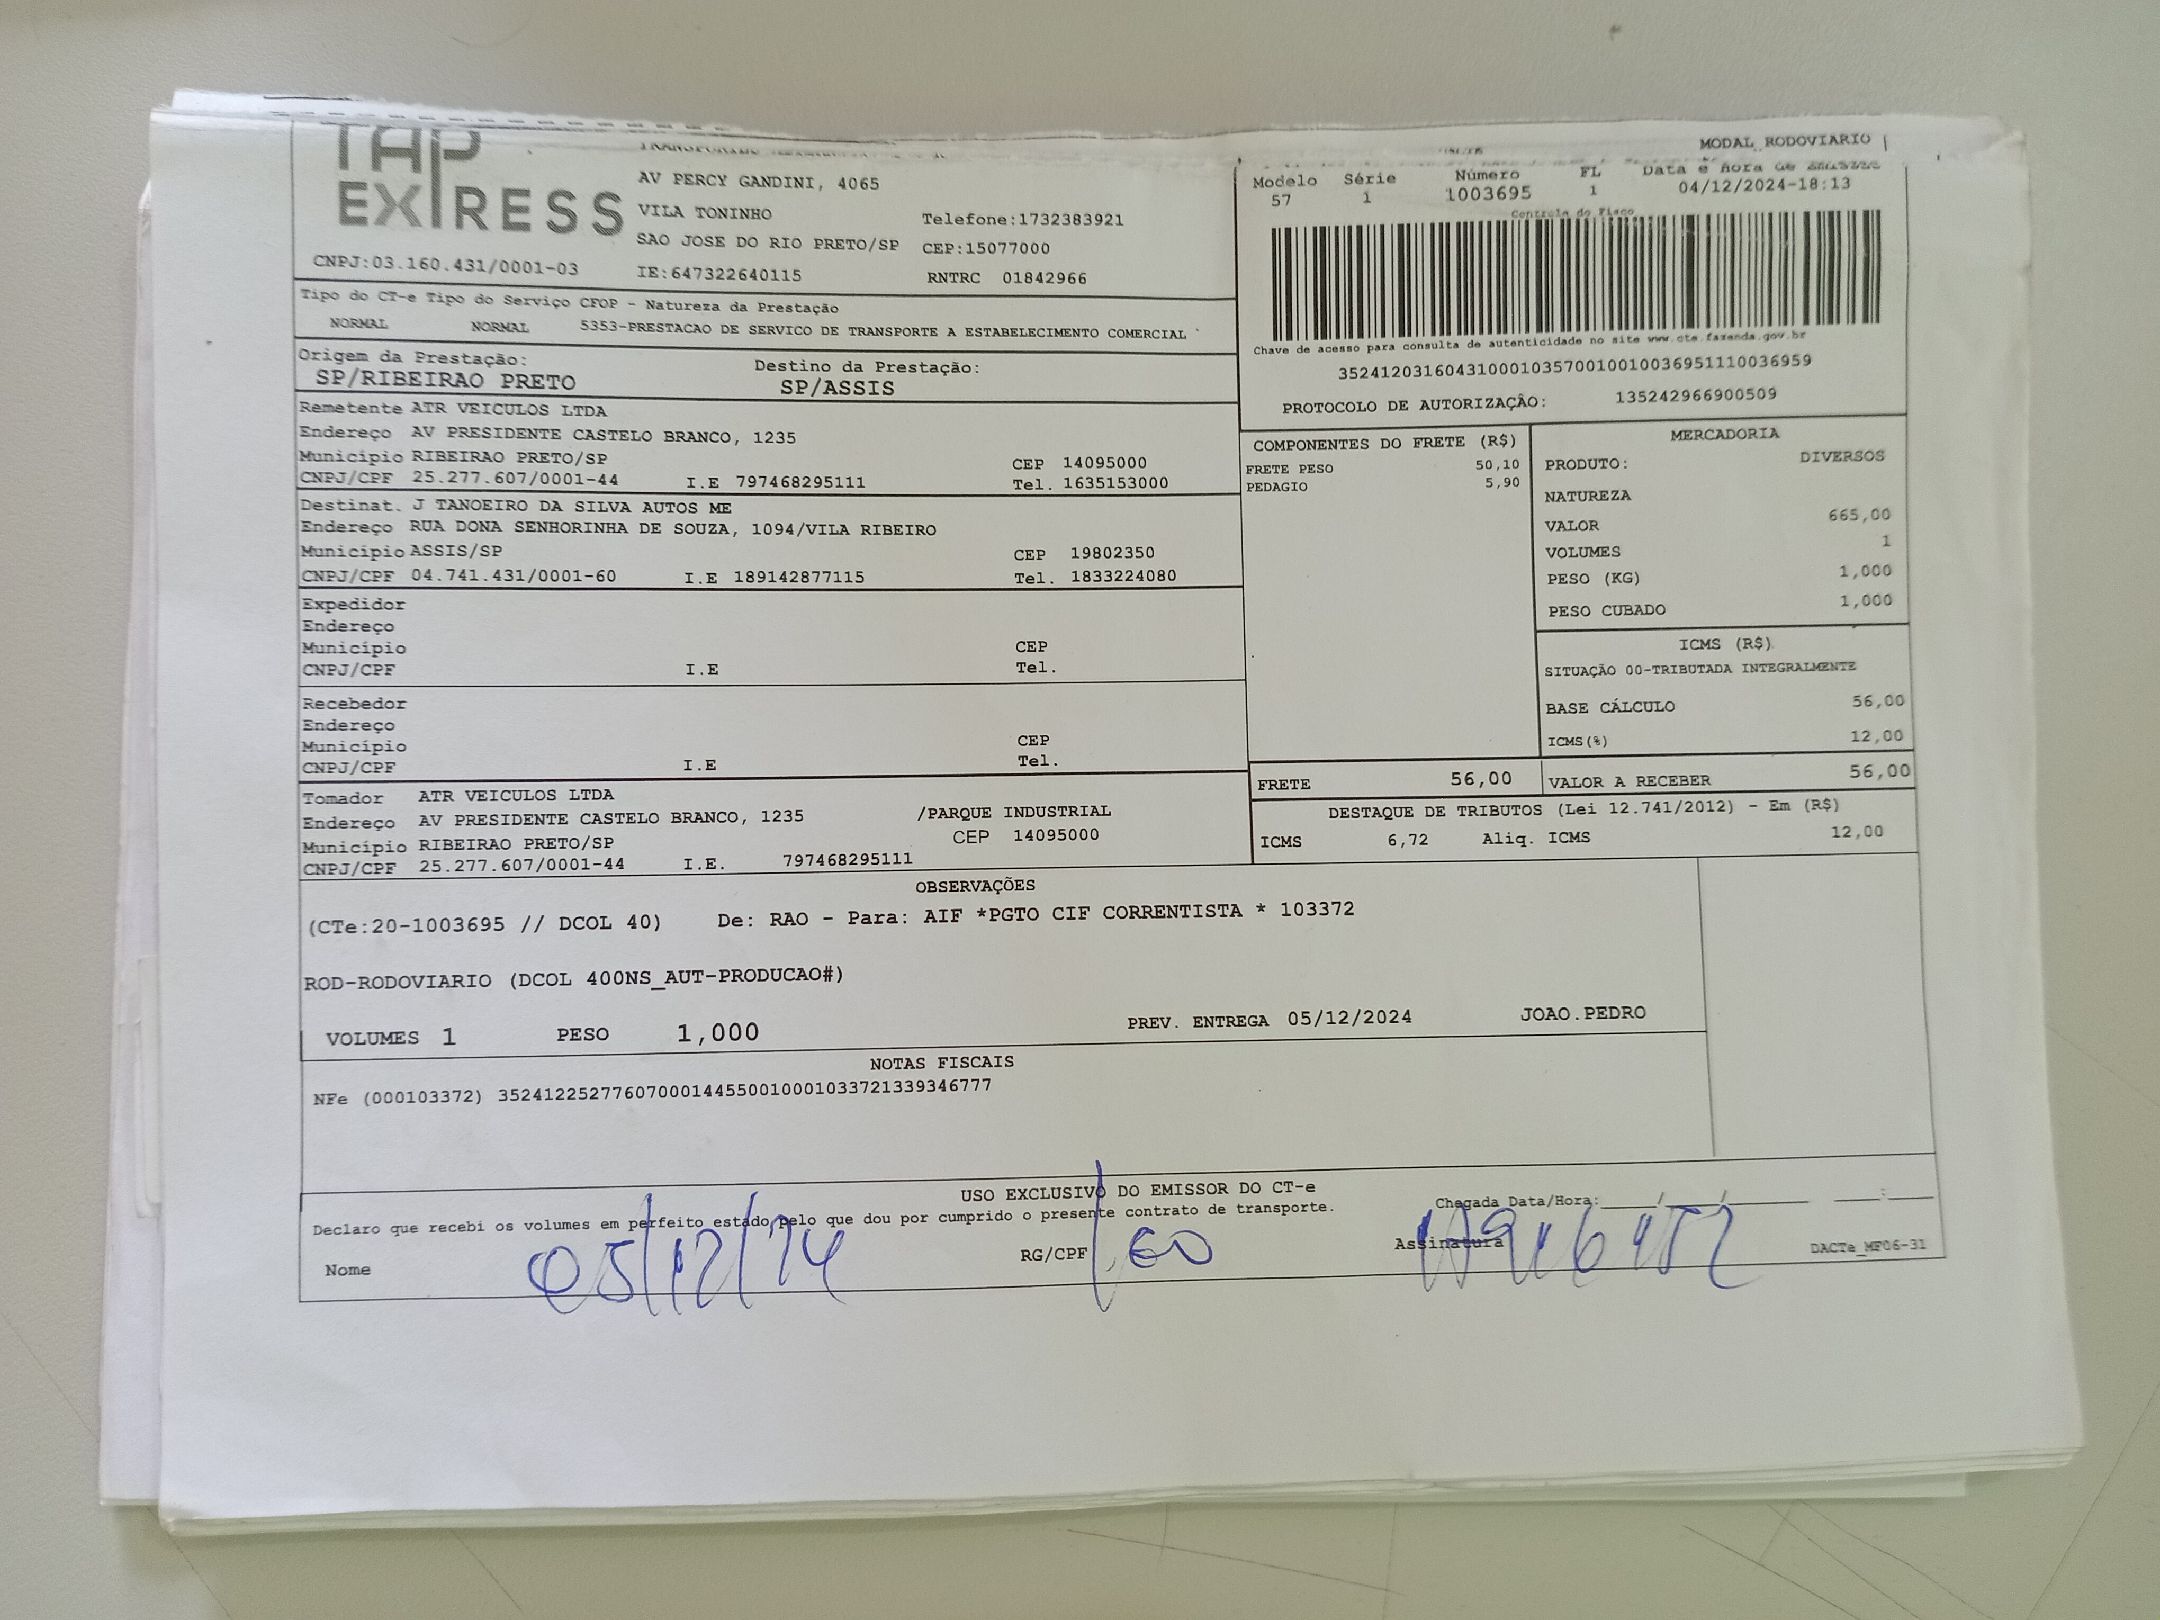 TAP
EXPRESS
AV PERCY GANDINI, 4065
VILA TONINHO
Telefone:1732383921
SAO JOSE DO RIO PRETO/SP CEP:15077000
CNPJ:03.160.431/0001-03 IE:647322640115 RNTRC 01842966
MODAL RODOVIARIO
Modelo Série Número FL Data e hora de
57 1 1003695 1 04/12/2024-18:13
Controle do Fisco
Chave de acesso para consulta de autenticidade no site www.cte.fazenda.gov.br
35241203160431000103570010010036951110036959
PROTOCOLO DE AUTORIZAÇÃO: 135242966900509
Tipo do CT-e Tipo do Serviço CFOP - Natureza da Prestação
NORMAL NORMAL 5353-PRESTACAO DE SERVICO DE TRANSPORTE A ESTABELECIMENTO COMERCIAL
Origem da Prestação: Destino da Prestação:
SP/RIBEIRAO PRETO SP/ASSIS
Remetente ATR VEICULOS LTDA
Endereço AV PRESIDENTE CASTELO BRANCO, 1235
Município RIBEIRAO PRETO/SP CEP 14095000
CNPJ/CPF 25.277.607/0001-44 I.E 797468295111 Tel. 1635153000
Destinat. J TANOEIRO DA SILVA AUTOS ME
Endereço RUA DONA SENHORINHA DE SOUZA, 1094/VILA RIBEIRO
Município ASSIS/SP CEP 19802350
CNPJ/CPF 04.741.431/0001-60 I.E 189142877115 Tel. 1833224080
Expedidor
Endereço
Município CEP
CNPJ/CPF I.E Tel.
Recebedor
Endereço
Município CEP
CNPJ/CPF I.E Tel.
Tomador ATR VEICULOS LTDA
Endereço AV PRESIDENTE CASTELO BRANCO, 1235 /PARQUE INDUSTRIAL
Município RIBEIRAO PRETO/SP CEP 14095000
CNPJ/CPF 25.277.607/0001-44 I.E. 797468295111
COMPONENTES DO FRETE (R$)
FRETE PESO 50,10
PEDAGIO 5,90
MERCADORIA
PRODUTO: DIVERSOS
NATUREZA
VALOR 665,00
VOLUMES 1
PESO (KG) 1,000
PESO CUBADO 1,000
ICMS (R$)
SITUAÇÃO 00-TRIBUTADA INTEGRALMENTE
BASE CÁLCULO 56,00
ICMS(%) 12,00
FRETE 56,00 VALOR A RECEBER 56,00
DESTAQUE DE TRIBUTOS (Lei 12.741/2012) - Em (R$)
ICMS 6,72 Aliq. ICMS 12,00
OBSERVAÇÕES
(CTe:20-1003695 // DCOL 40) De: RAO - Para: AIF *PGTO CIF CORRENTISTA * 103372
ROD-RODOVIARIO (DCOL 400NS_AUT-PRODUCAO#)
VOLUMES 1 PESO 1,000 PREV. ENTREGA 05/12/2024 JOAO.PEDRO
NOTAS FISCAIS
NFe (000103372) 35241225277607000144550010001033721339346777
USO EXCLUSIVO DO EMISSOR DO CT-e
Declaro que recebi os volumes em perfeito estado pelo que dou por cumprido o presente contrato de transporte.
Chegada Data/Hora:___/___/_____ ___:___
Nome 05/12/24 RG/CPF Assinatura DACTe_MF06-31